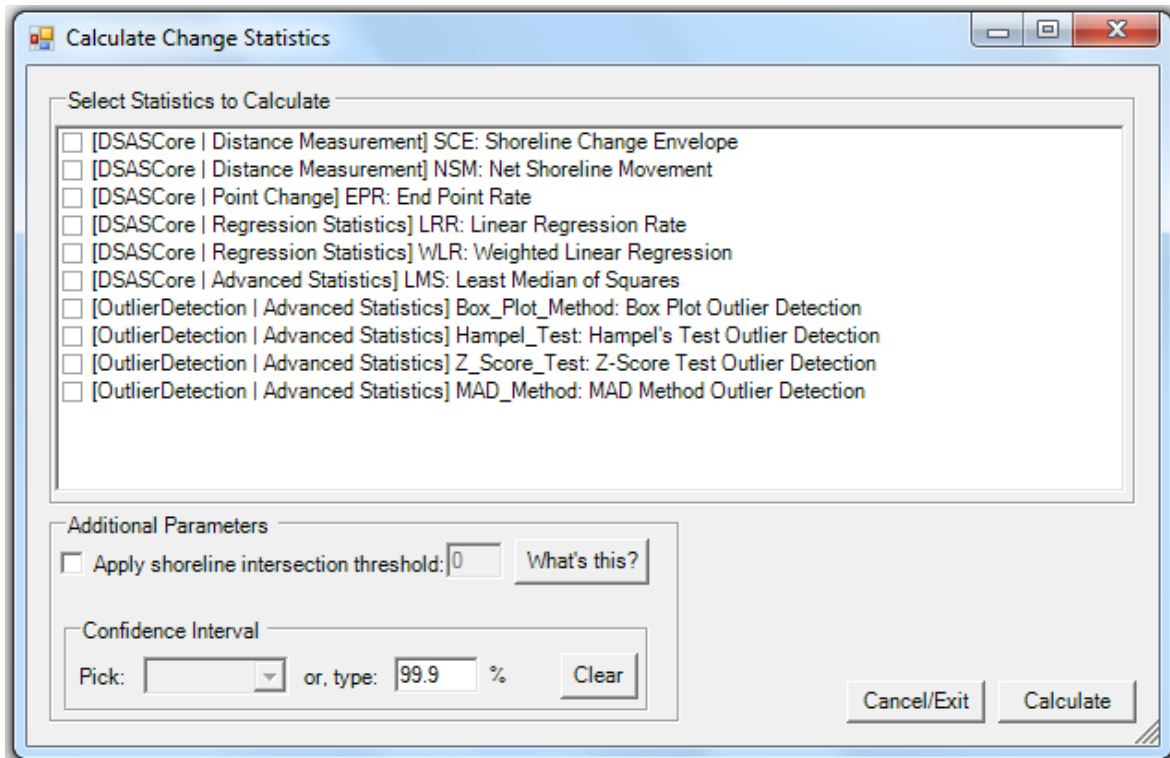 Calculate Change Statistics
Select Statistics to Calculate
[DSASCore | Distance Measurement] SCE: Shoreline Change Envelope
[DSASCore | Distance Measurement] NSM: Net Shoreline Movement
[DSASCore | Point Change] EPR: End Point Rate
[DSASCore | Regression Statistics] LRR: Linear Regression Rate
[DSASCore | Regression Statistics] WLR: Weighted Linear Regression
[DSASCore | Advanced Statistics] LMS: Least Median of Squares
[OutlierDetection | Advanced Statistics] Box_Plot_Method: Box Plot Outlier Detection
[OutlierDetection | Advanced Statistics] Hampel_Test: Hampel's Test Outlier Detection
[OutlierDetection | Advanced Statistics] Z_Score_Test: Z-Score Test Outlier Detection
[OutlierDetection | Advanced Statistics] MAD_Method: MAD Method Outlier Detection
Additional Parameters
Apply shoreline intersection threshold: 0 What's this?
Confidence Interval
Pick: or, type: 99.9 % Clear
Cancel/Exit Calculate